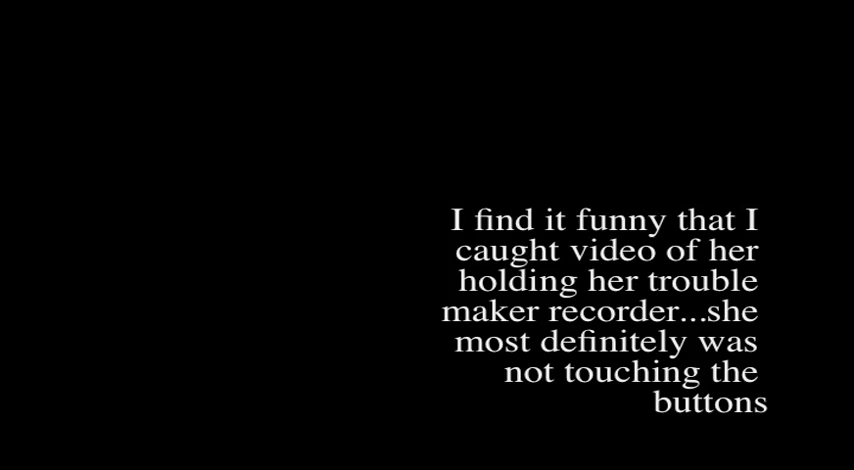 I find it funny that I
caught video of her
holding her trouble
maker recorder...she
most definitely was
not touching the
buttons